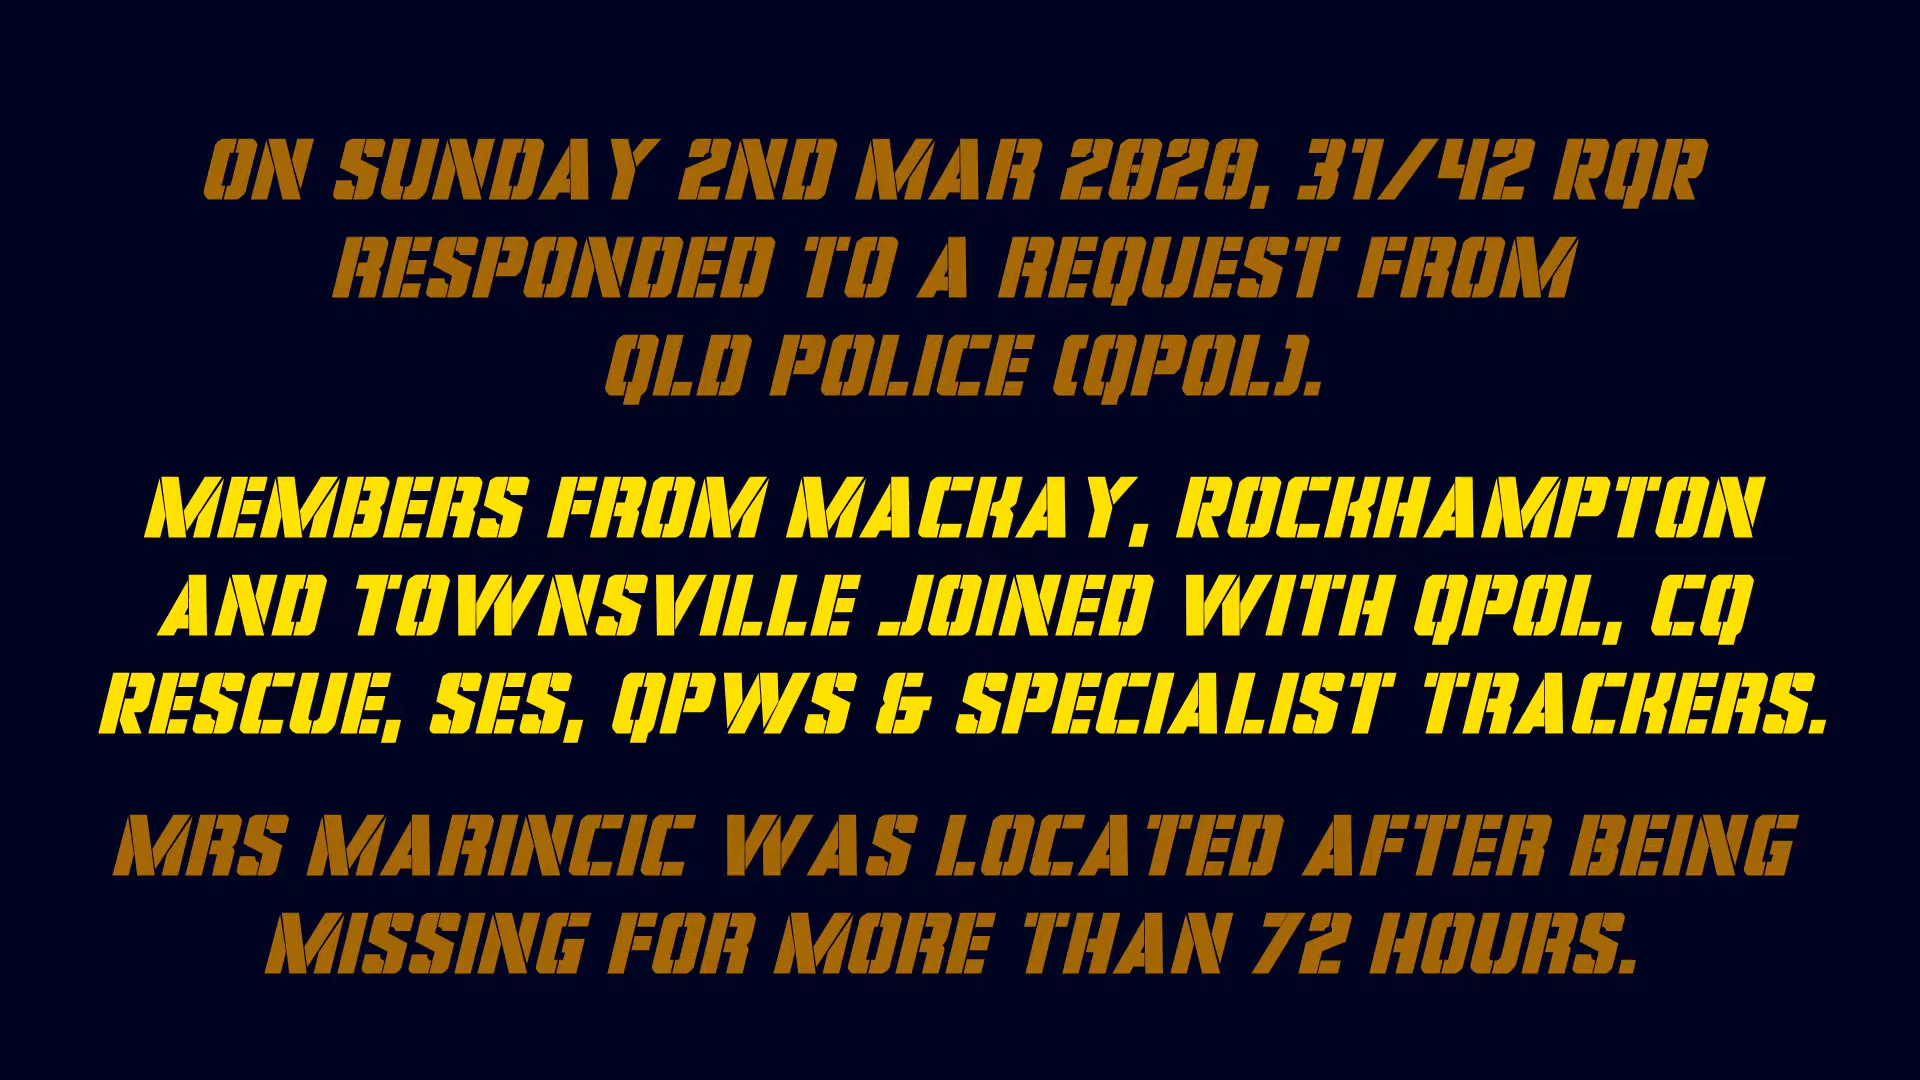 ON SUNDAY 2ND MAR 2020, 31/42 RQR
RESPONDED TO A REQUEST FROM
QLD POLICE (QPOL).
MEMBERS FROM MACKAY, ROCKHAMPTON
AND TOWNSVILLE JOINED WITH QPOL, CQ
RESCUE, SES, QPWS & SPECIALIST TRACKERS.
MRS MARINCIC WAS LOCATED AFTER BEING
MISSING FOR MORE THAN 72 HOURS.